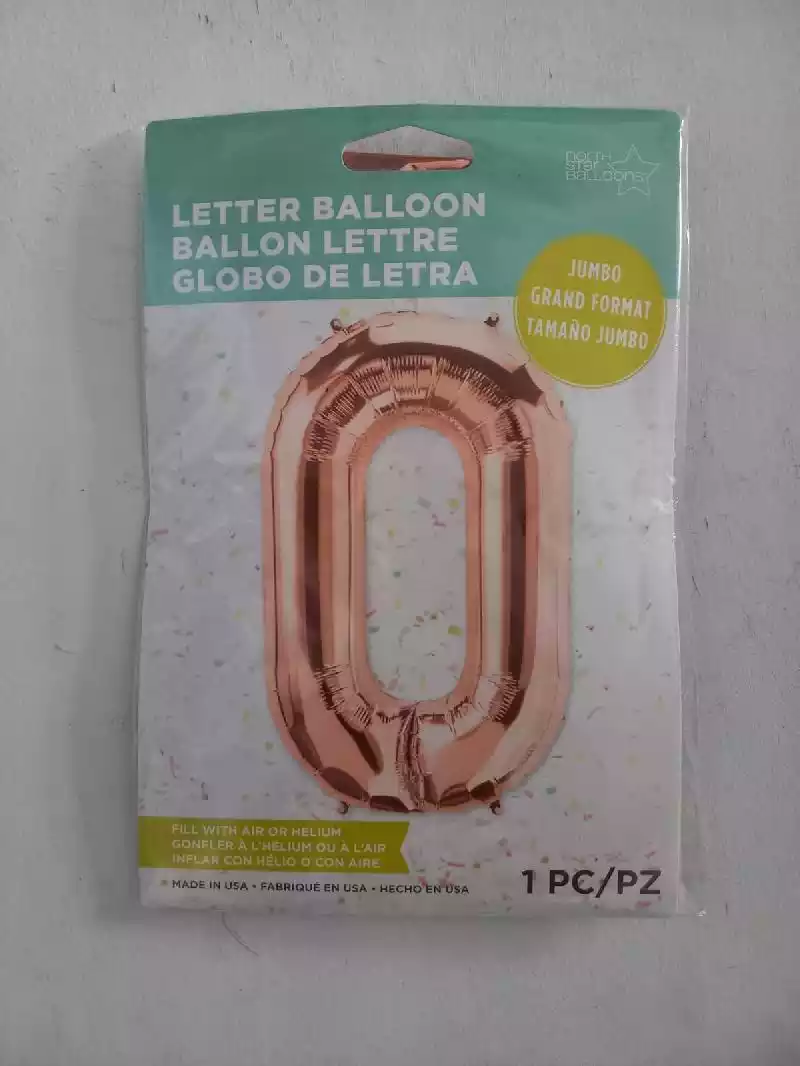 north
star
balloons
LETTER BALLOON
BALLON LETTRE
GLOBO DE LETRA
JUMBO
GRAND FORMAT
TAMAÑO JUMBO
FILL WITH AIR OR HELIUM
GONFLER À L'HÉLIUM OU À L'AIR
INFLAR CON HÉLIO O CON AIRE
MADE IN USA • FABRIQUÉ EN USA • HECHO EN USA
1 PC/PZ